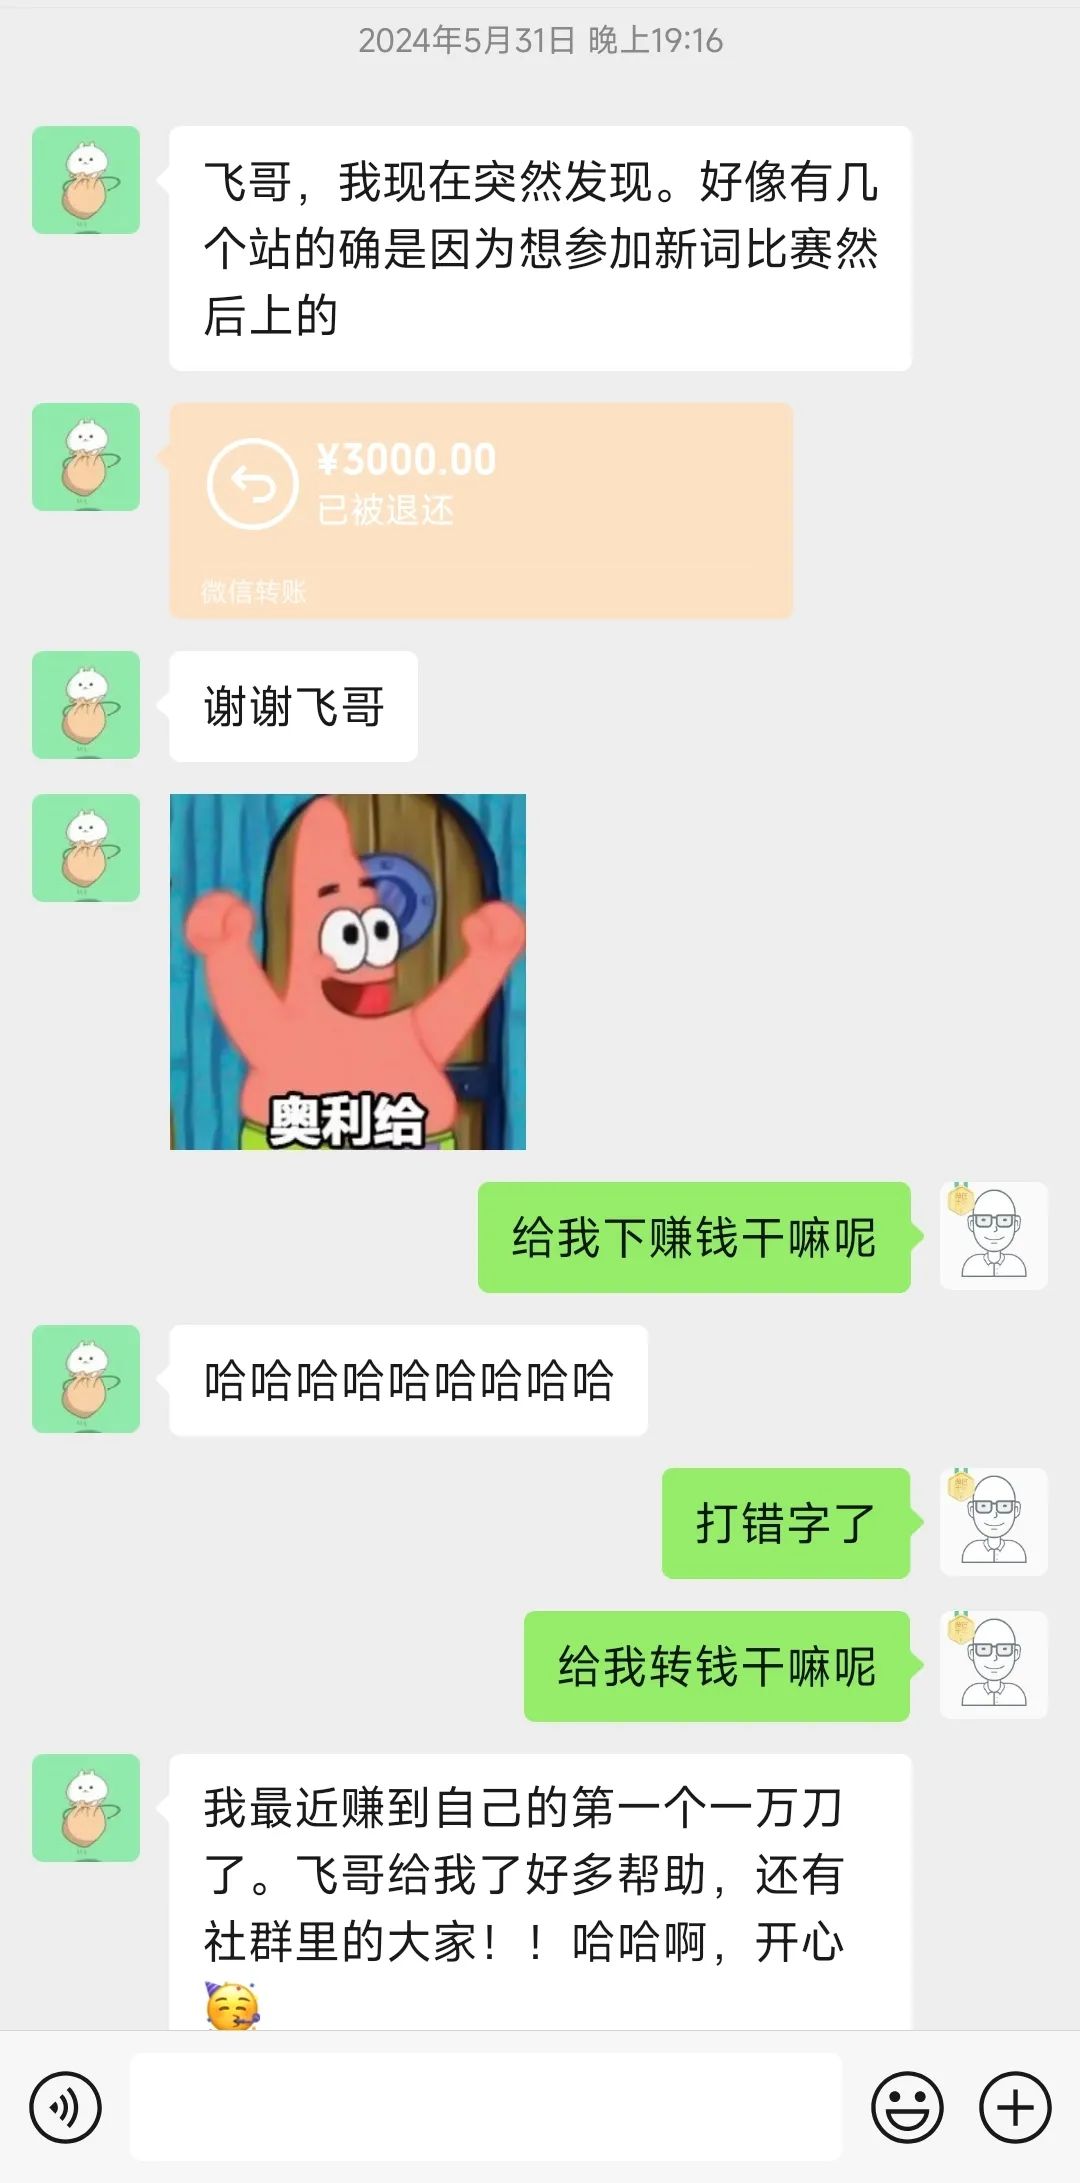 2024年5月31日 晚上19:16
飞哥，我现在突然发现。好像有几
个站的确是因为想参加新词比赛然
后上的
¥3000.00
已被退还
微信转账
谢谢飞哥
奥利给
给我下赚钱干嘛呢
哈哈哈哈哈哈哈哈哈
打错字了
给我转钱干嘛呢
我最近赚到自己的第一个一万刀
了。飞哥给我了好多帮助，还有
社群里的大家！！哈哈啊，开心
🥳